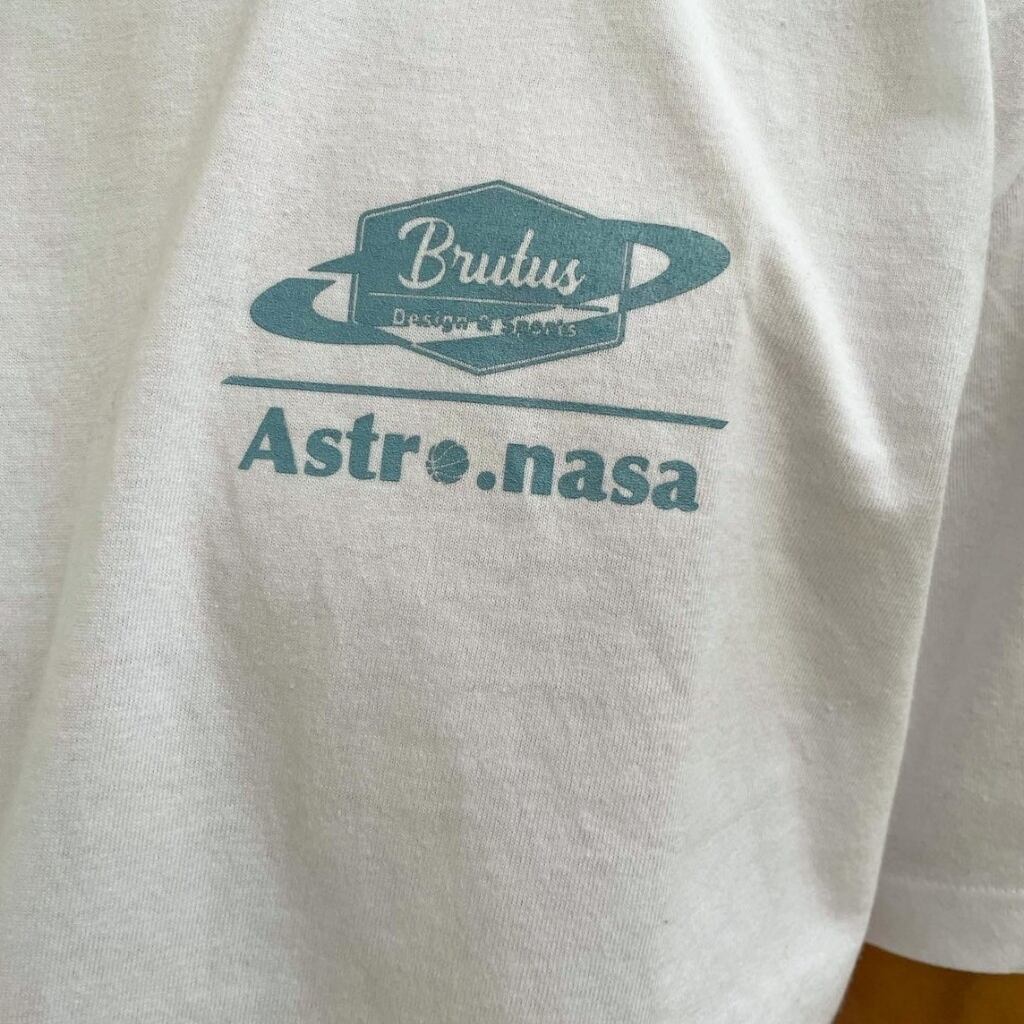 Brutus
Design & Sports
Astro.nasa